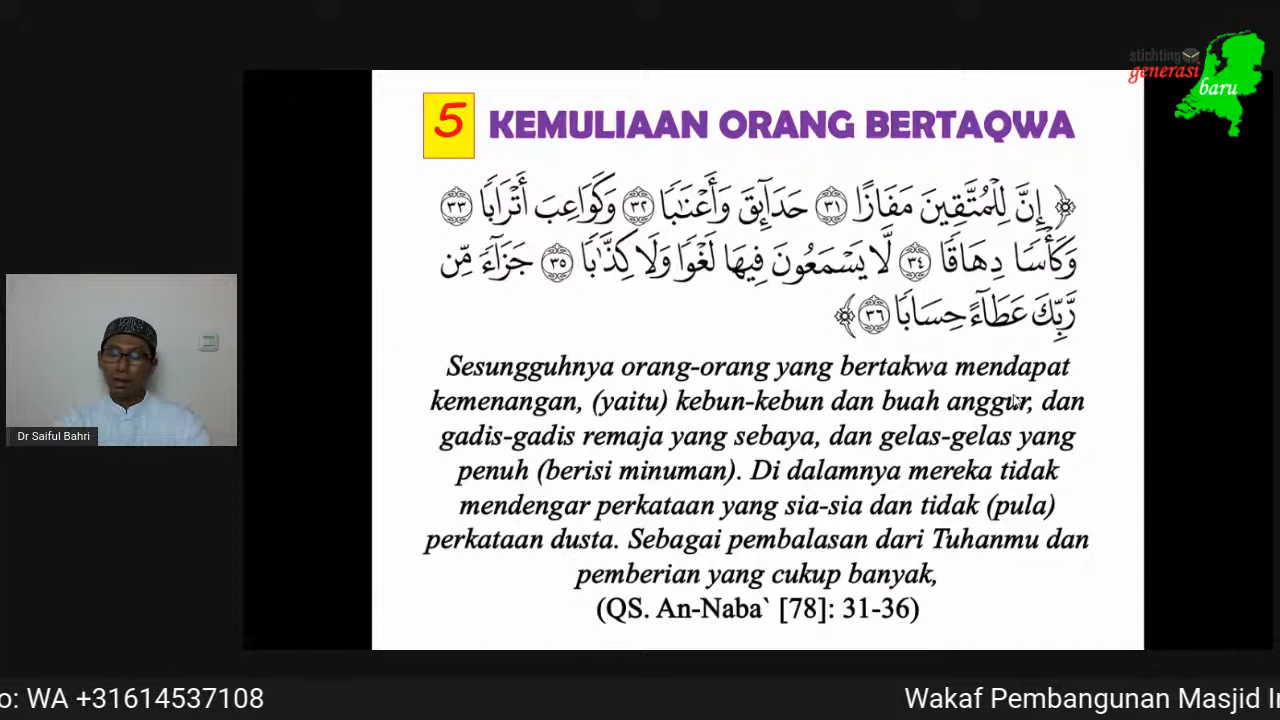 stichting
generasi
baru
5 KEMULIAAN ORANG BERTAQWA
﴿ إِنَّ لِلْمُتَّقِينَ مَفَازًا ٣١ حَدَآئِقَ وَأَعْنَٰبًا ٣٢ وَكَوَاعِبَ أَتْرَابًا ٣٣
وَكَأْسًا دِهَاقًا ٣٤ لَّا يَسْمَعُونَ فِيهَا لَغْوًا وَلَا كِذَّٰبًا ٣٥ جَزَآءً مِّن
رَّبِّكَ عَطَآءً حِسَابًا ٣٦ ﴾
Sesungguhnya orang-orang yang bertakwa mendapat
kemenangan, (yaitu) kebun-kebun dan buah anggur, dan
gadis-gadis remaja yang sebaya, dan gelas-gelas yang
penuh (berisi minuman). Di dalamnya mereka tidak
mendengar perkataan yang sia-sia dan tidak (pula)
perkataan dusta. Sebagai pembalasan dari Tuhanmu dan
pemberian yang cukup banyak,
(QS. An-Naba` [78]: 31-36)
Dr Saiful Bahri
o: WA +31614537108
Wakaf Pembangunan Masjid In